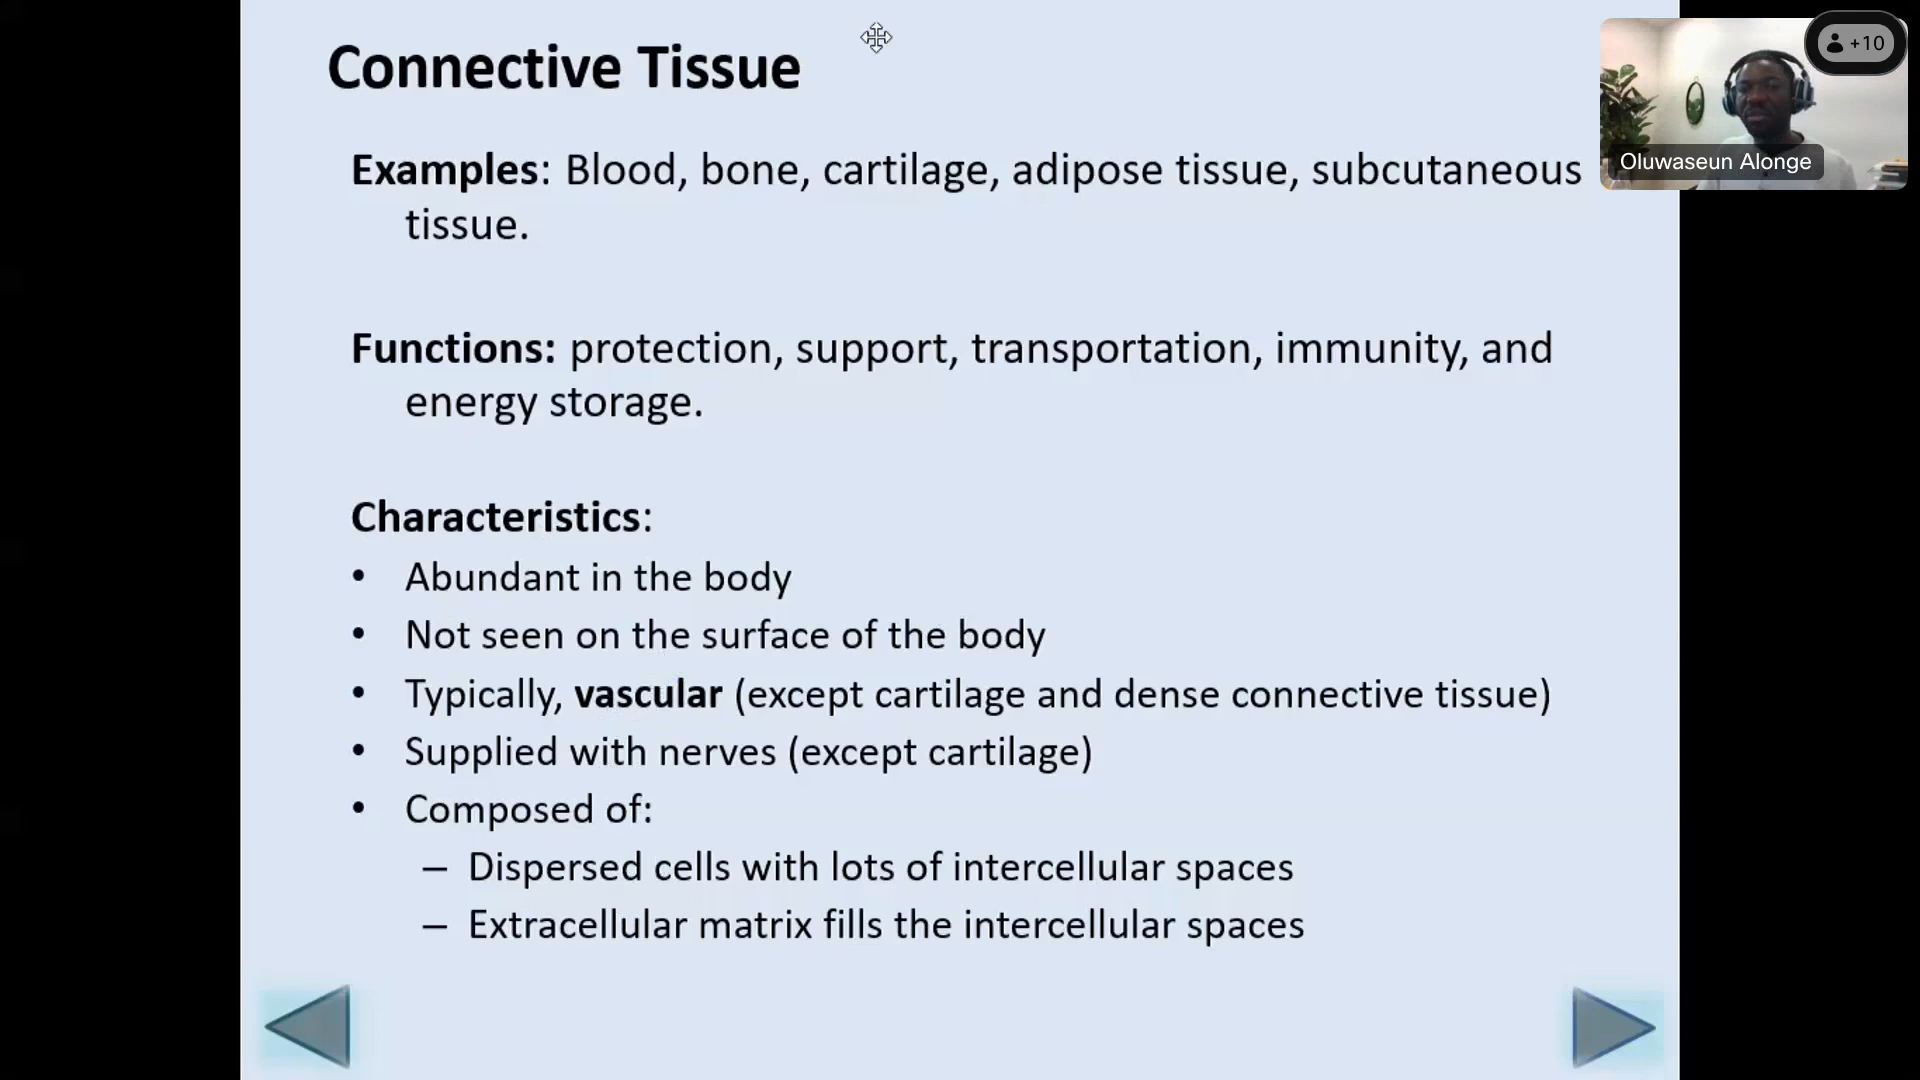 Connective Tissue
Examples: Blood, bone, cartilage, adipose tissue, subcutaneous
tissue.
Functions: protection, support, transportation, immunity, and
energy storage.
Characteristics:
• Abundant in the body
• Not seen on the surface of the body
• Typically, vascular (except cartilage and dense connective tissue)
• Supplied with nerves (except cartilage)
• Composed of:
– Dispersed cells with lots of intercellular spaces
– Extracellular matrix fills the intercellular spaces
+10
Oluwaseun Alonge